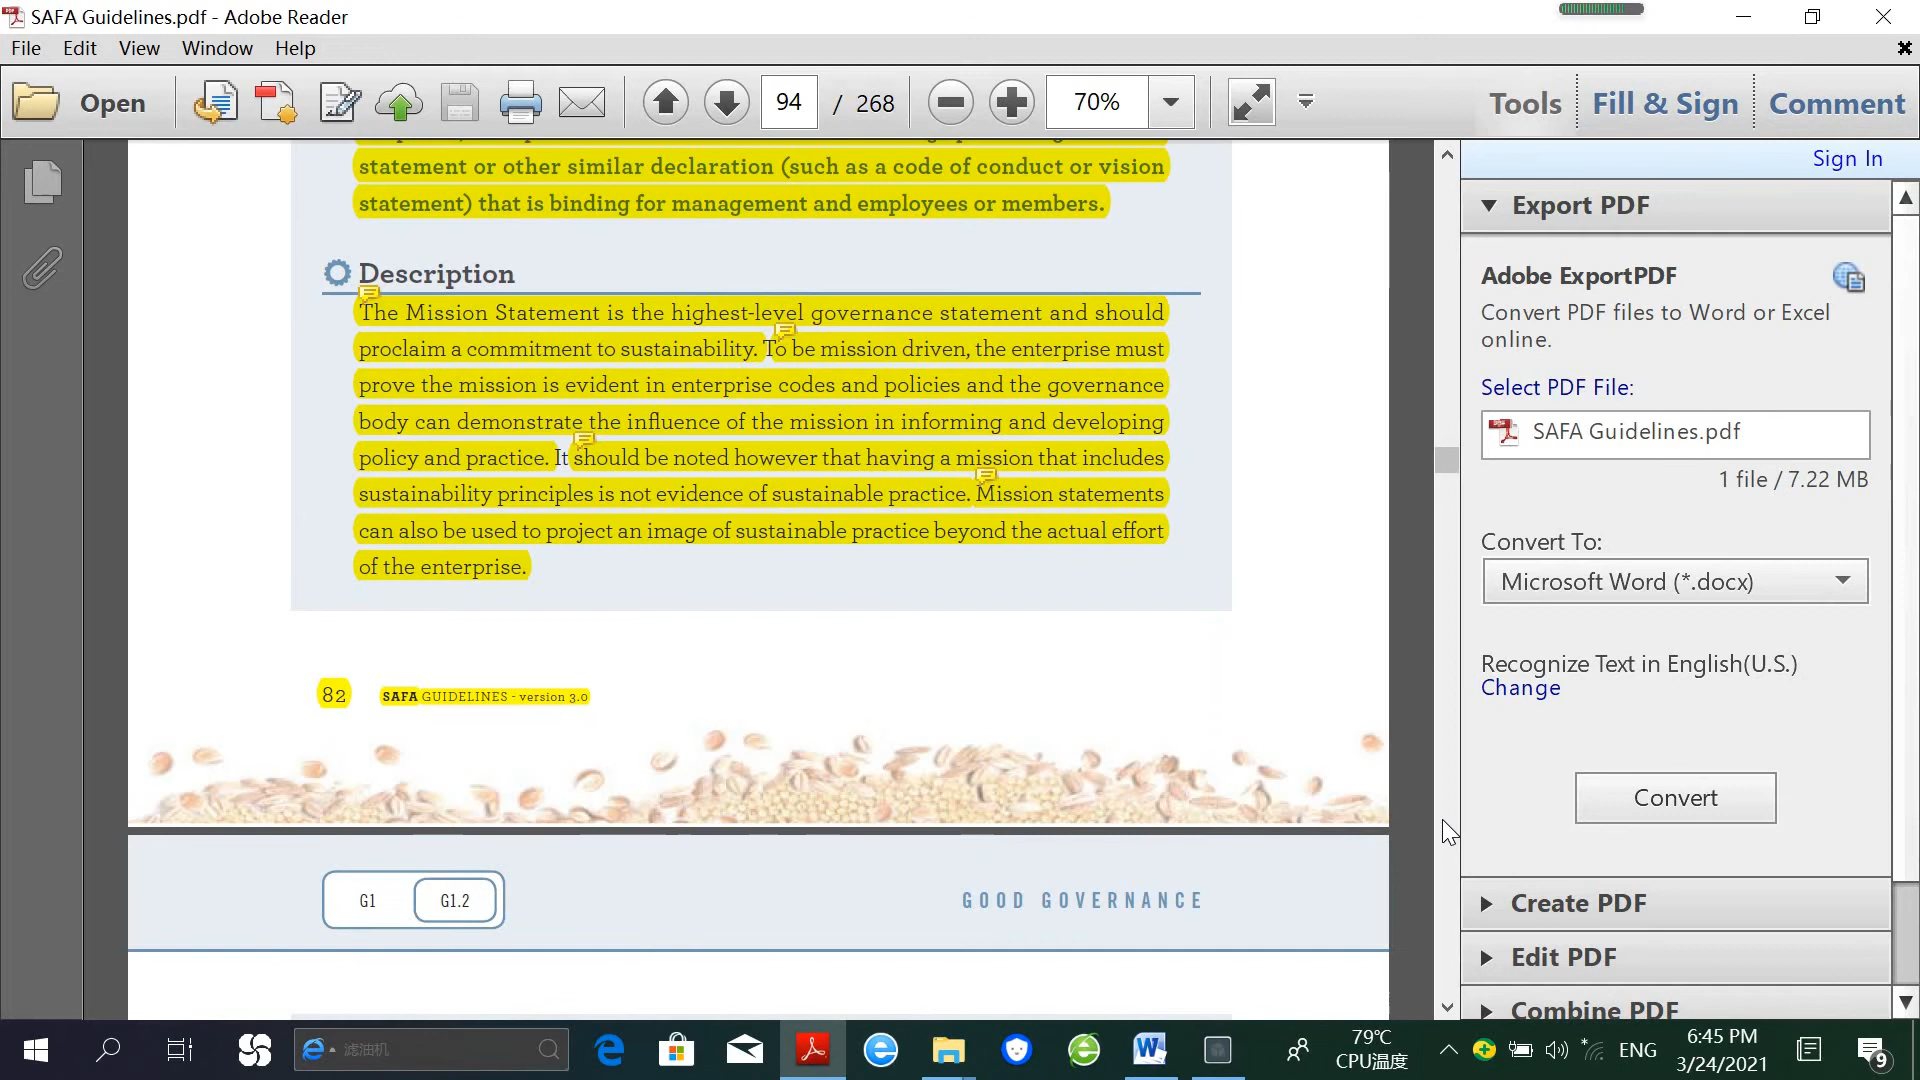 SAFA Guidelines.pdf - Adobe Reader
File Edit View Window Help
Open 94 / 268 70% Tools Fill & Sign Comment
Sign In
statement or other similar declaration (such as a code of conduct or vision
statement) that is binding for management and employees or members.
Description
The Mission Statement is the highest-level governance statement and should
proclaim a commitment to sustainability. To be mission driven, the enterprise must
prove the mission is evident in enterprise codes and policies and the governance
body can demonstrate the influence of the mission in informing and developing
policy and practice. It should be noted however that having a mission that includes
sustainability principles is not evidence of sustainable practice. Mission statements
can also be used to project an image of sustainable practice beyond the actual effort
of the enterprise.
82 SAFA GUIDELINES - version 3.0
G1 G1.2 GOOD GOVERNANCE
Export PDF
Adobe ExportPDF
Convert PDF files to Word or Excel
online.
Select PDF File:
SAFA Guidelines.pdf
1 file / 7.22 MB
Convert To:
Microsoft Word (*.docx)
Recognize Text in English(U.S.)
Change
Convert
Create PDF
Edit PDF
Combine PDF
滤油机
79℃
CPU温度
ENG
6:45 PM
3/24/2021
9